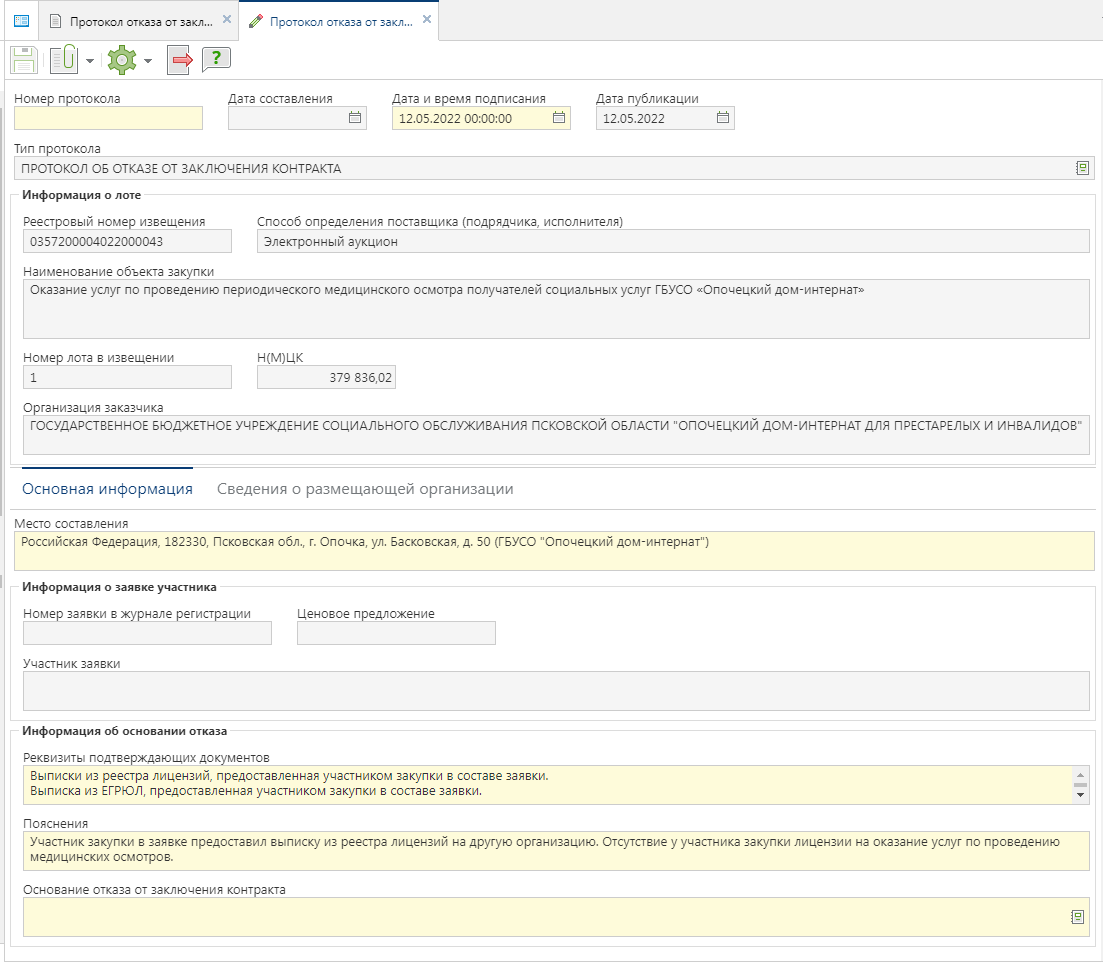 Протокол отказа от закл...
Протокол отказа от закл...
?
Номер протокола
Дата составления
Дата и время подписания
Дата публикации
12.05.2022 00:00:00
12.05.2022
Тип протокола
ПРОТОКОЛ ОБ ОТКАЗЕ ОТ ЗАКЛЮЧЕНИЯ КОНТРАКТА
Информация о лоте
Реестровый номер извещения
Способ определения поставщика (подрядчика, исполнителя)
0357200004022000043
Электронный аукцион
Наименование объекта закупки
Оказание услуг по проведению периодического медицинского осмотра получателей социальных услуг ГБУСО «Опочецкий дом-интернат»
Номер лота в извещении
Н(М)ЦК
1
379 836,02
Организация заказчика
ГОСУДАРСТВЕННОЕ БЮДЖЕТНОЕ УЧРЕЖДЕНИЕ СОЦИАЛЬНОГО ОБСЛУЖИВАНИЯ ПСКОВСКОЙ ОБЛАСТИ "ОПОЧЕЦКИЙ ДОМ-ИНТЕРНАТ ДЛЯ ПРЕСТАРЕЛЫХ И ИНВАЛИДОВ"
Основная информация
Сведения о размещающей организации
Место составления
Российская Федерация, 182330, Псковская обл., г. Опочка, ул. Басковская, д. 50 (ГБУСО "Опочецкий дом-интернат")
Информация о заявке участника
Номер заявки в журнале регистрации
Ценовое предложение
Участник заявки
Информация об основании отказа
Реквизиты подтверждающих документов
Выписки из реестра лицензий, предоставленная участником закупки в составе заявки.
Выписка из ЕГРЮЛ, предоставленная участником закупки в составе заявки.
Пояснения
Участник закупки в заявке предоставил выписку из реестра лицензий на другую организацию. Отсутствие у участника закупки лицензии на оказание услуг по проведению
медицинских осмотров.
Основание отказа от заключения контракта